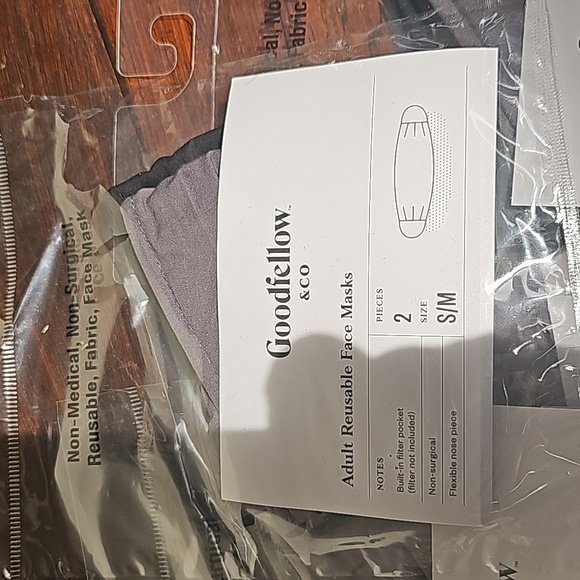 Non-Medical, Non-Surgical,
Reusable, Fabric, Face Mask
Goodfellow™
& CO
Adult Reusable Face Masks
NOTES
Built-in filter pocket
(filter not included)
Non-surgical
Flexible nose piece
PIECES
2
SIZE
S/M